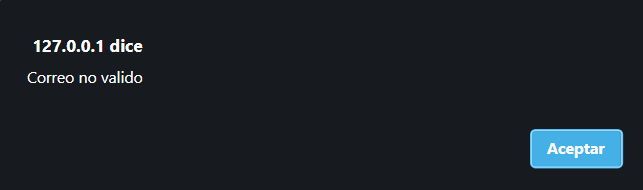 127.0.0.1 dice
Correo no valido
Aceptar